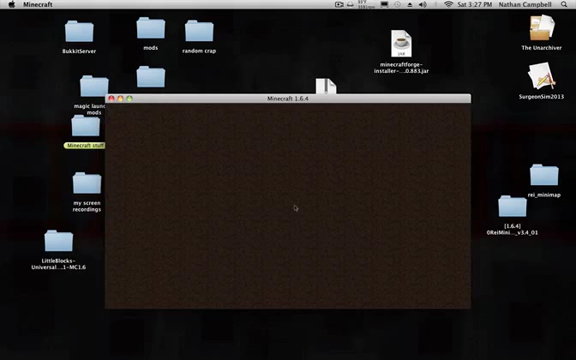 Minecraft
Sat 3:27 PM Nathan Campbell
BukkitServer
mods
random crap
minecraftforge-
installer-....0.883.jar
The Unarchiver
Minecraft 1.6.4
SurgeonSim2013
magic laun
mods
Minecraft stuff
my screen
recordings
rei_minimap
[1.6.4]
0ReiMini..._v3.4_01
LittleBlocks-
Universal...1-MC1.6